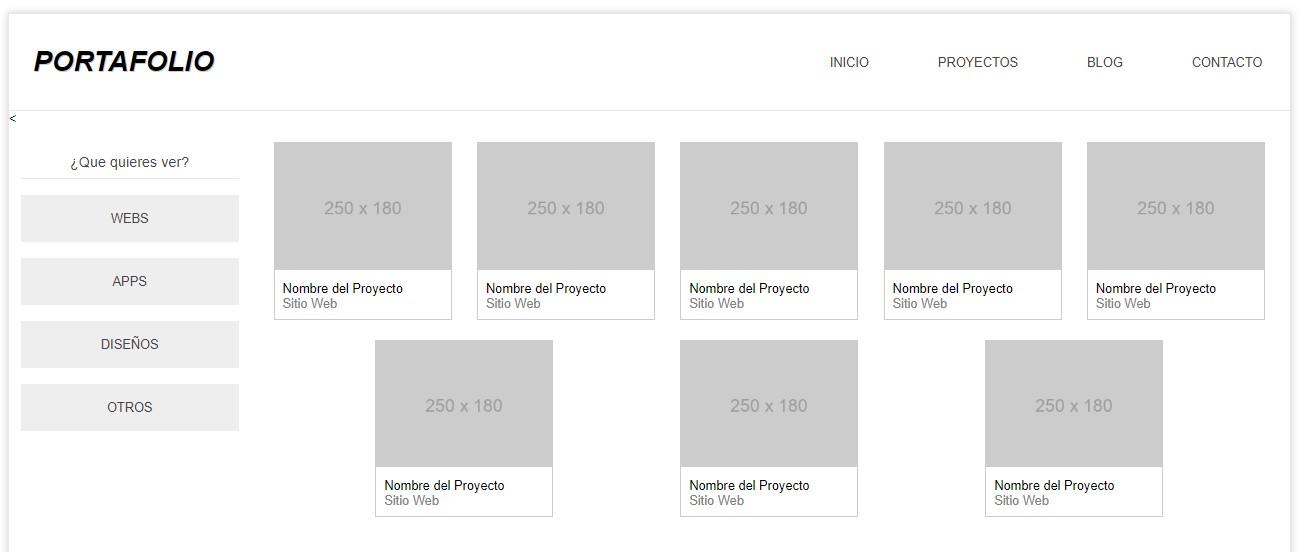 PORTAFOLIO
INICIO PROYECTOS BLOG CONTACTO
<
¿Que quieres ver?
WEBS
APPS
DISEÑOS
OTROS
250 x 180 250 x 180 250 x 180 250 x 180 250 x 180
Nombre del Proyecto Nombre del Proyecto Nombre del Proyecto Nombre del Proyecto Nombre del Proyecto
Sitio Web Sitio Web Sitio Web Sitio Web Sitio Web
250 x 180 250 x 180 250 x 180
Nombre del Proyecto Nombre del Proyecto Nombre del Proyecto
Sitio Web Sitio Web Sitio Web